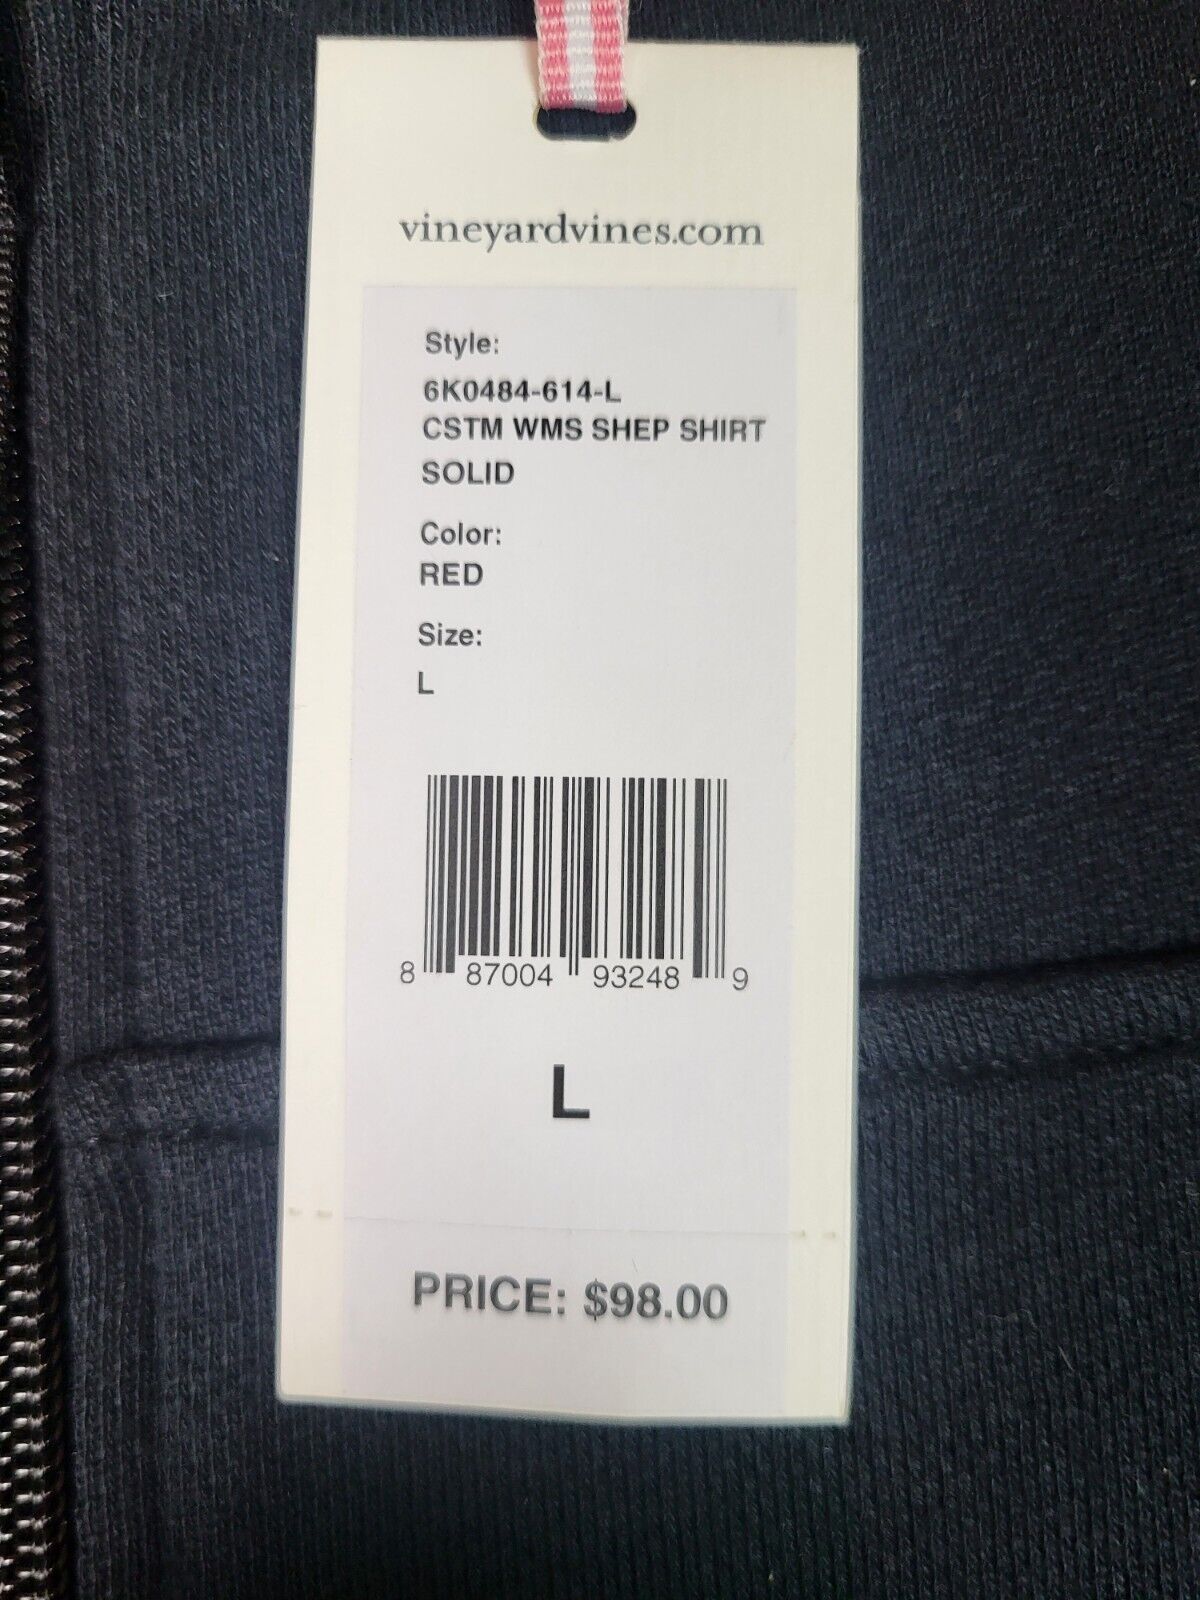 vineyardvines.com
Style:
6K0484-614-L
CSTM WMS SHEP SHIRT
SOLID
Color:
RED
Size:
L
8 87004 93248 9
L
PRICE: $98.00